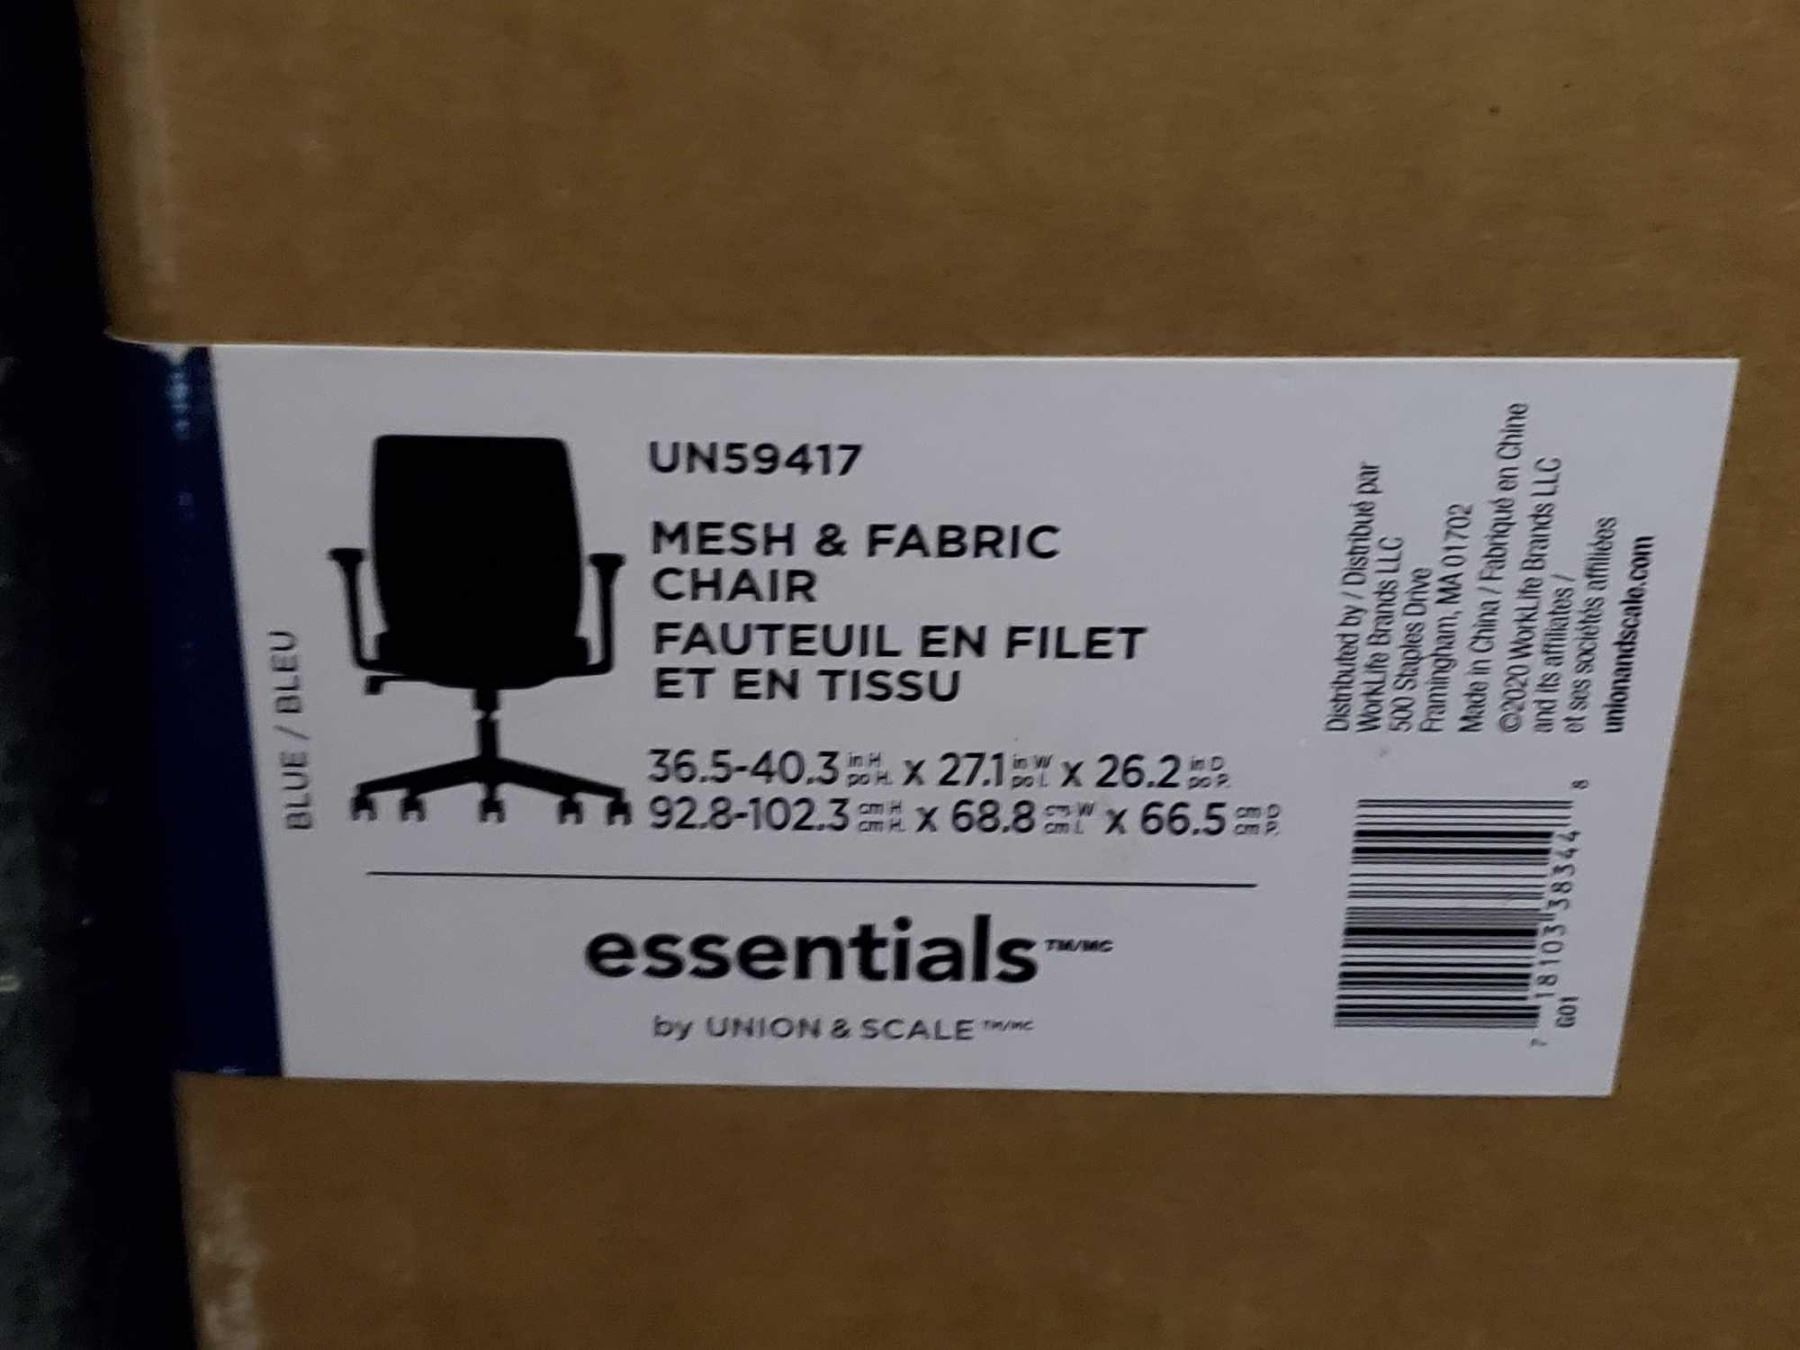 BLUE / BLEU
UN59417
MESH & FABRIC
CHAIR
FAUTEUIL EN FILET
ET EN TISSU
36.5-40.3 in H. po H. x 27.1 in W po L x 26.2 in D po P.
92.8-102.3 cm H cm H. x 68.8 cm W cm L x 66.5 cm D cm P.
essentials TM/MC
by UNION & SCALE TM/MC
Distributed by / Distribué par
WorkLife Brands LLC
500 Staples Drive
Framingham, MA 01702
Made in China / Fabriqué en Chine
©2020 WorkLife Brands LLC
and its affiliates /
et ses sociétés affiliées
unionandscale.com
7 18103 38344 8
G01